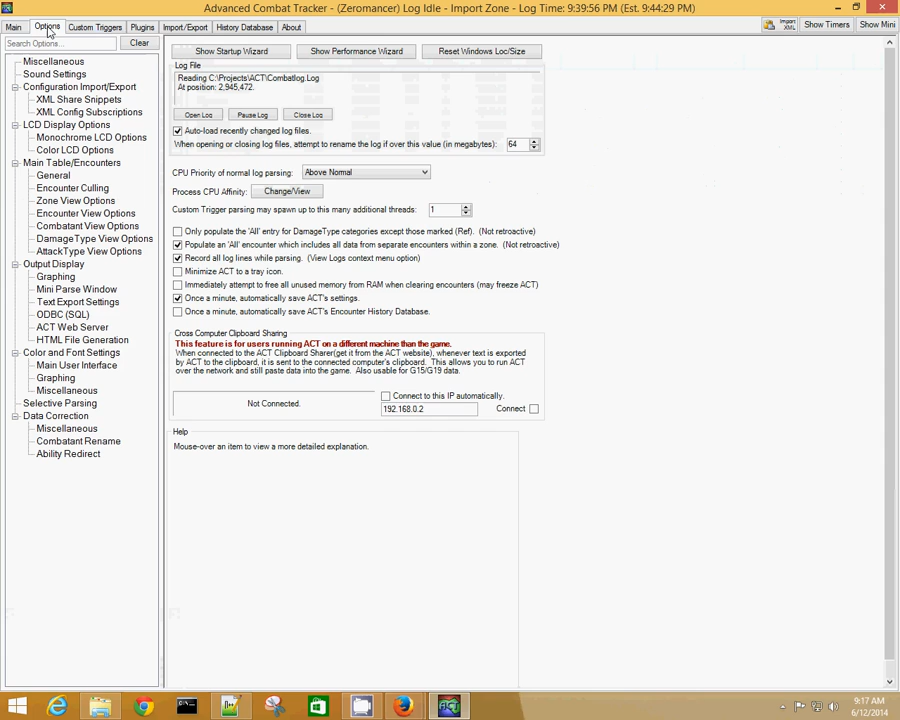 Advanced Combat Tracker - (Zeromancer) Log Idle - Import Zone - Log Time: 9:39:56 PM (Est. 9:44:29 PM)
Main Options Custom Triggers Plugins Import/Export History Database About
Import XML Show Timers Show Mini
Search Options... Clear
Miscellaneous
Sound Settings
Configuration Import/Export
XML Share Snippets
XML Config Subscriptions
LCD Display Options
Monochrome LCD Options
Color LCD Options
Main Table/Encounters
General
Encounter Culling
Zone View Options
Encounter View Options
Combatant View Options
DamageType View Options
AttackType View Options
Output Display
Graphing
Mini Parse Window
Text Export Settings
ODBC (SQL)
ACT Web Server
HTML File Generation
Color and Font Settings
Main User Interface
Graphing
Miscellaneous
Selective Parsing
Data Correction
Miscellaneous
Combatant Rename
Ability Redirect
Show Startup Wizard Show Performance Wizard Reset Windows Loc/Size
Log File
Reading C:\Projects\ACT\Combatlog.Log
At position: 2,945,472.
Open Log Pause Log Close Log
Auto-load recently changed log files.
When opening or closing log files, attempt to rename the log if over this value (in megabytes): 64
CPU Priority of normal log parsing: Above Normal
Process CPU Affinity: Change/View
Custom Trigger parsing may spawn up to this many additional threads: 1
Only populate the 'All' entry for DamageType categories except those marked (Ref). (Not retroactive)
Populate an 'All' encounter which includes all data from separate encounters within a zone. (Not retroactive)
Record all log lines while parsing. (View Logs context menu option)
Minimize ACT to a tray icon.
Immediately attempt to free all unused memory from RAM when clearing encounters (may freeze ACT)
Once a minute, automatically save ACT's settings.
Once a minute, automatically save ACT's Encounter History Database.
Cross Computer Clipboard Sharing
This feature is for users running ACT on a different machine than the game.
When connected to the ACT Clipboard Sharer(get it from the ACT website), whenever text is exported
by ACT to the clipboard, it is sent to the connected computer's clipboard. This allows you to run ACT
over the network and still paste data into the game. Also usable for G15/G19 data.
Not Connected.
Connect to this IP automatically.
192.168.0.2 Connect
Help
Mouse-over an item to view a more detailed explanation.
9:17 AM
6/12/2014